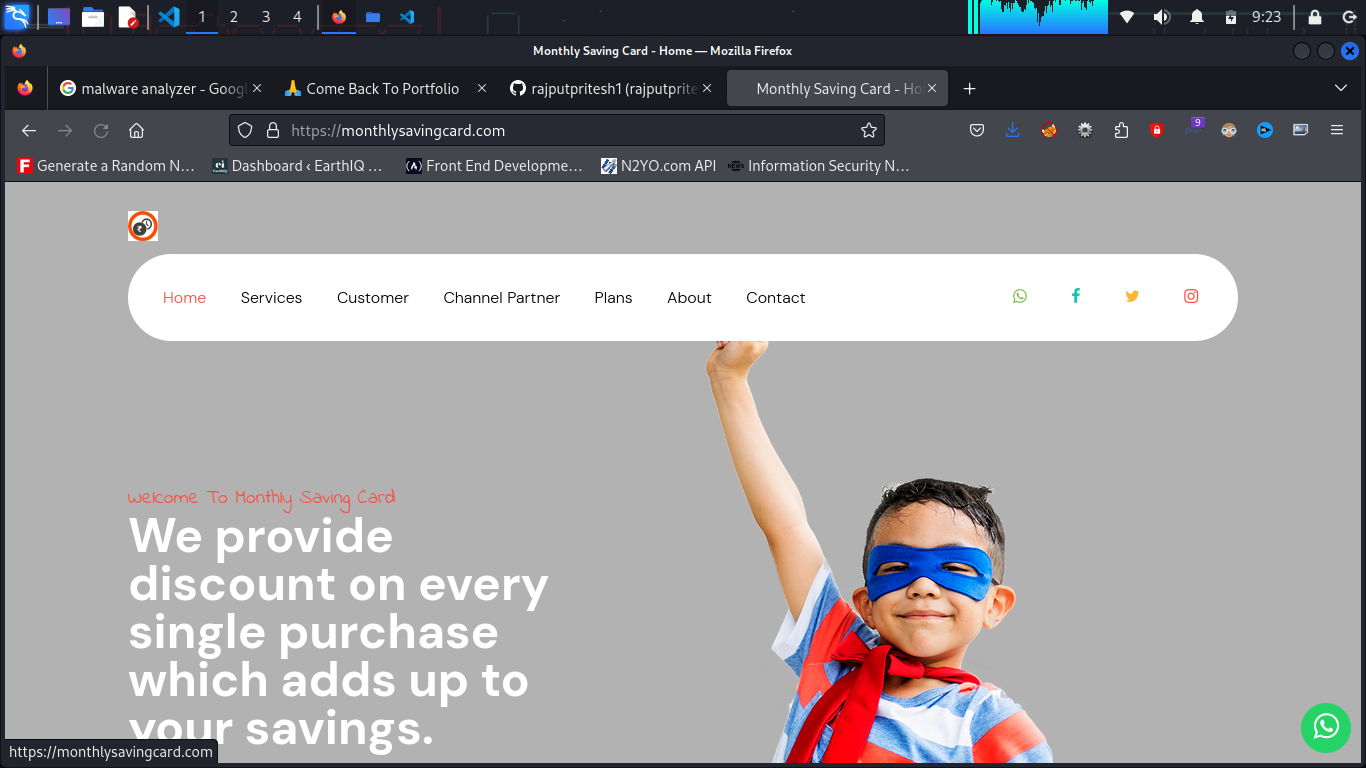 1 2 3 4 9:23
Monthly Saving Card - Home — Mozilla Firefox
malware analyzer - Googl
Come Back To Portfolio
rajputpritesh1 (rajputprite
Monthly Saving Card - Ho
https://monthlysavingcard.com
9
Generate a Random N…
Dashboard ‹ EarthIQ …
Front End Developme…
N2YO.com API
NEWS
Information Security N…
Home Services Customer Channel Partner Plans About Contact
Welcome To Monthly Saving Card
We provide
discount on every
single purchase
which adds up to
your savings.
https://monthlysavingcard.com